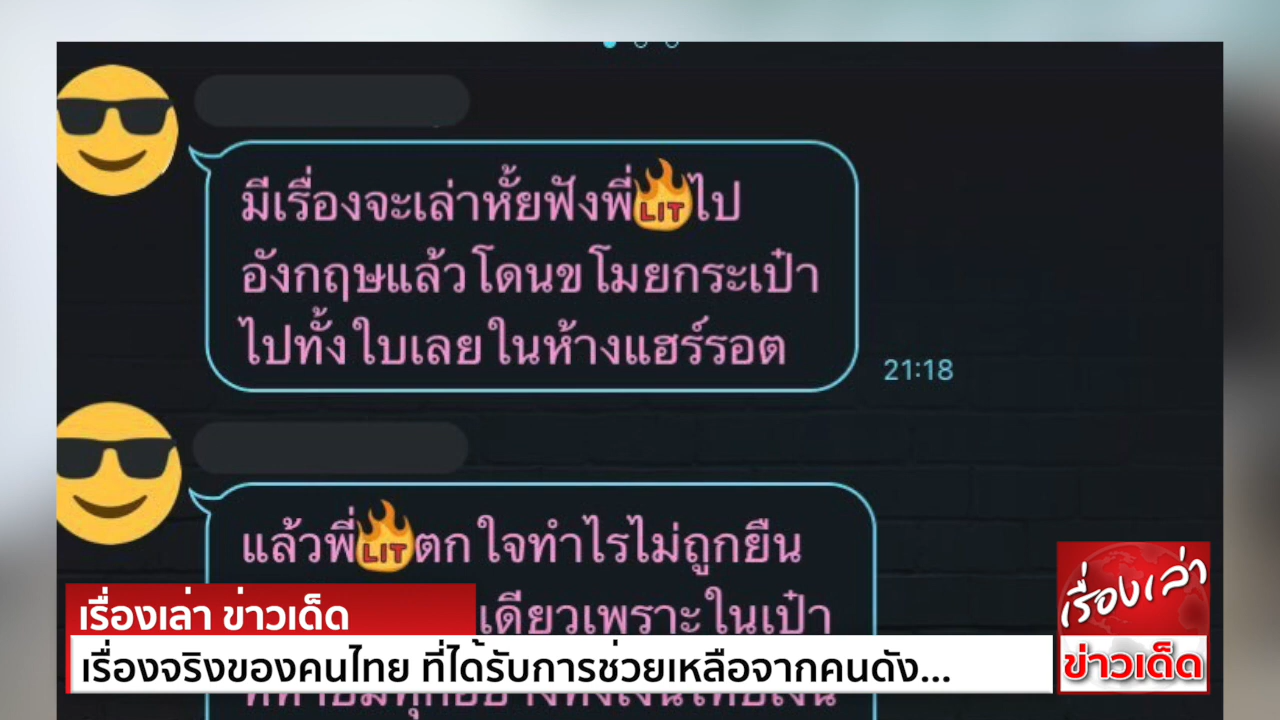 มีเรื่องจะเล่าหั้ยฟังพี่LITไป
อังกฤษแล้วโดนขโมยกระเป๋า
ไปทั้งใบเลยในห้างแฮร์รอต
21:18
แล้วพี่LITตกใจทำไรไม่ถูกยืน
เดียวเพราะในเป๋า
เรื่องเล่า ข่าวเด็ด
เรื่องจริงของคนไทย ที่ได้รับการช่วยเหลือจากคนดัง...
เรื่องเล่า
ข่าวเด็ด